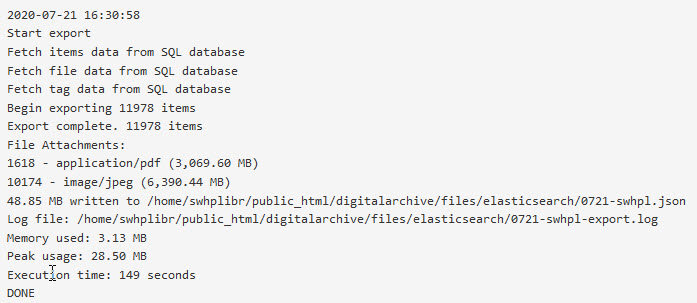 2020-07-21 16:30:58
Start export
Fetch items data from SQL database
Fetch file data from SQL database
Fetch tag data from SQL database
Begin exporting 11978 items
Export complete. 11978 items
File Attachments:
1618 - application/pdf (3,069.60 MB)
10174 - image/jpeg (6,390.44 MB)
48.85 MB written to /home/swhplibr/public_html/digitalarchive/files/elasticsearch/0721-swhpl.json
Log file: /home/swhplibr/public_html/digitalarchive/files/elasticsearch/0721-swhpl-export.log
Memory used: 3.13 MB
Peak usage: 28.50 MB
Execution time: 149 seconds
DONE